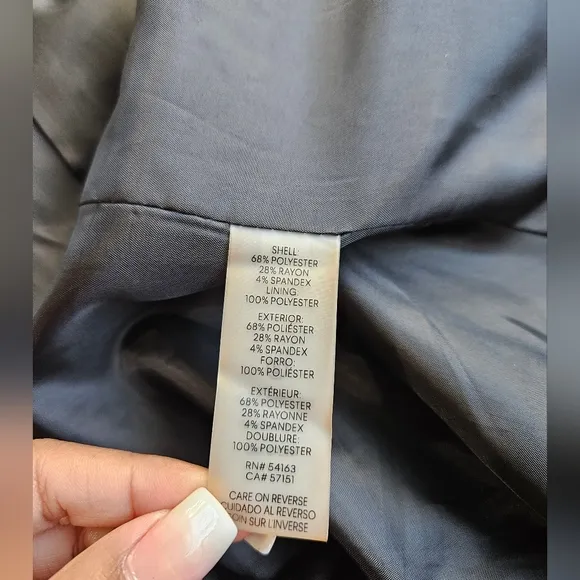 SHELL:
68% POLYESTER
28% RAYON
4% SPANDEX
LINING:
100% POLYESTER
EXTERIOR:
68% POLIÉSTER
28% RAYON
4% SPANDEX
FORRO:
100% POLIÉSTER
EXTÉRIEUR:
68% POLYESTER
28% RAYONNE
4% SPANDEX
DOUBLURE:
100% POLYESTER
RN# 54163
CA# 57151
CARE ON REVERSE
CUIDADO AL REVERSO
SUR L'INVERSE